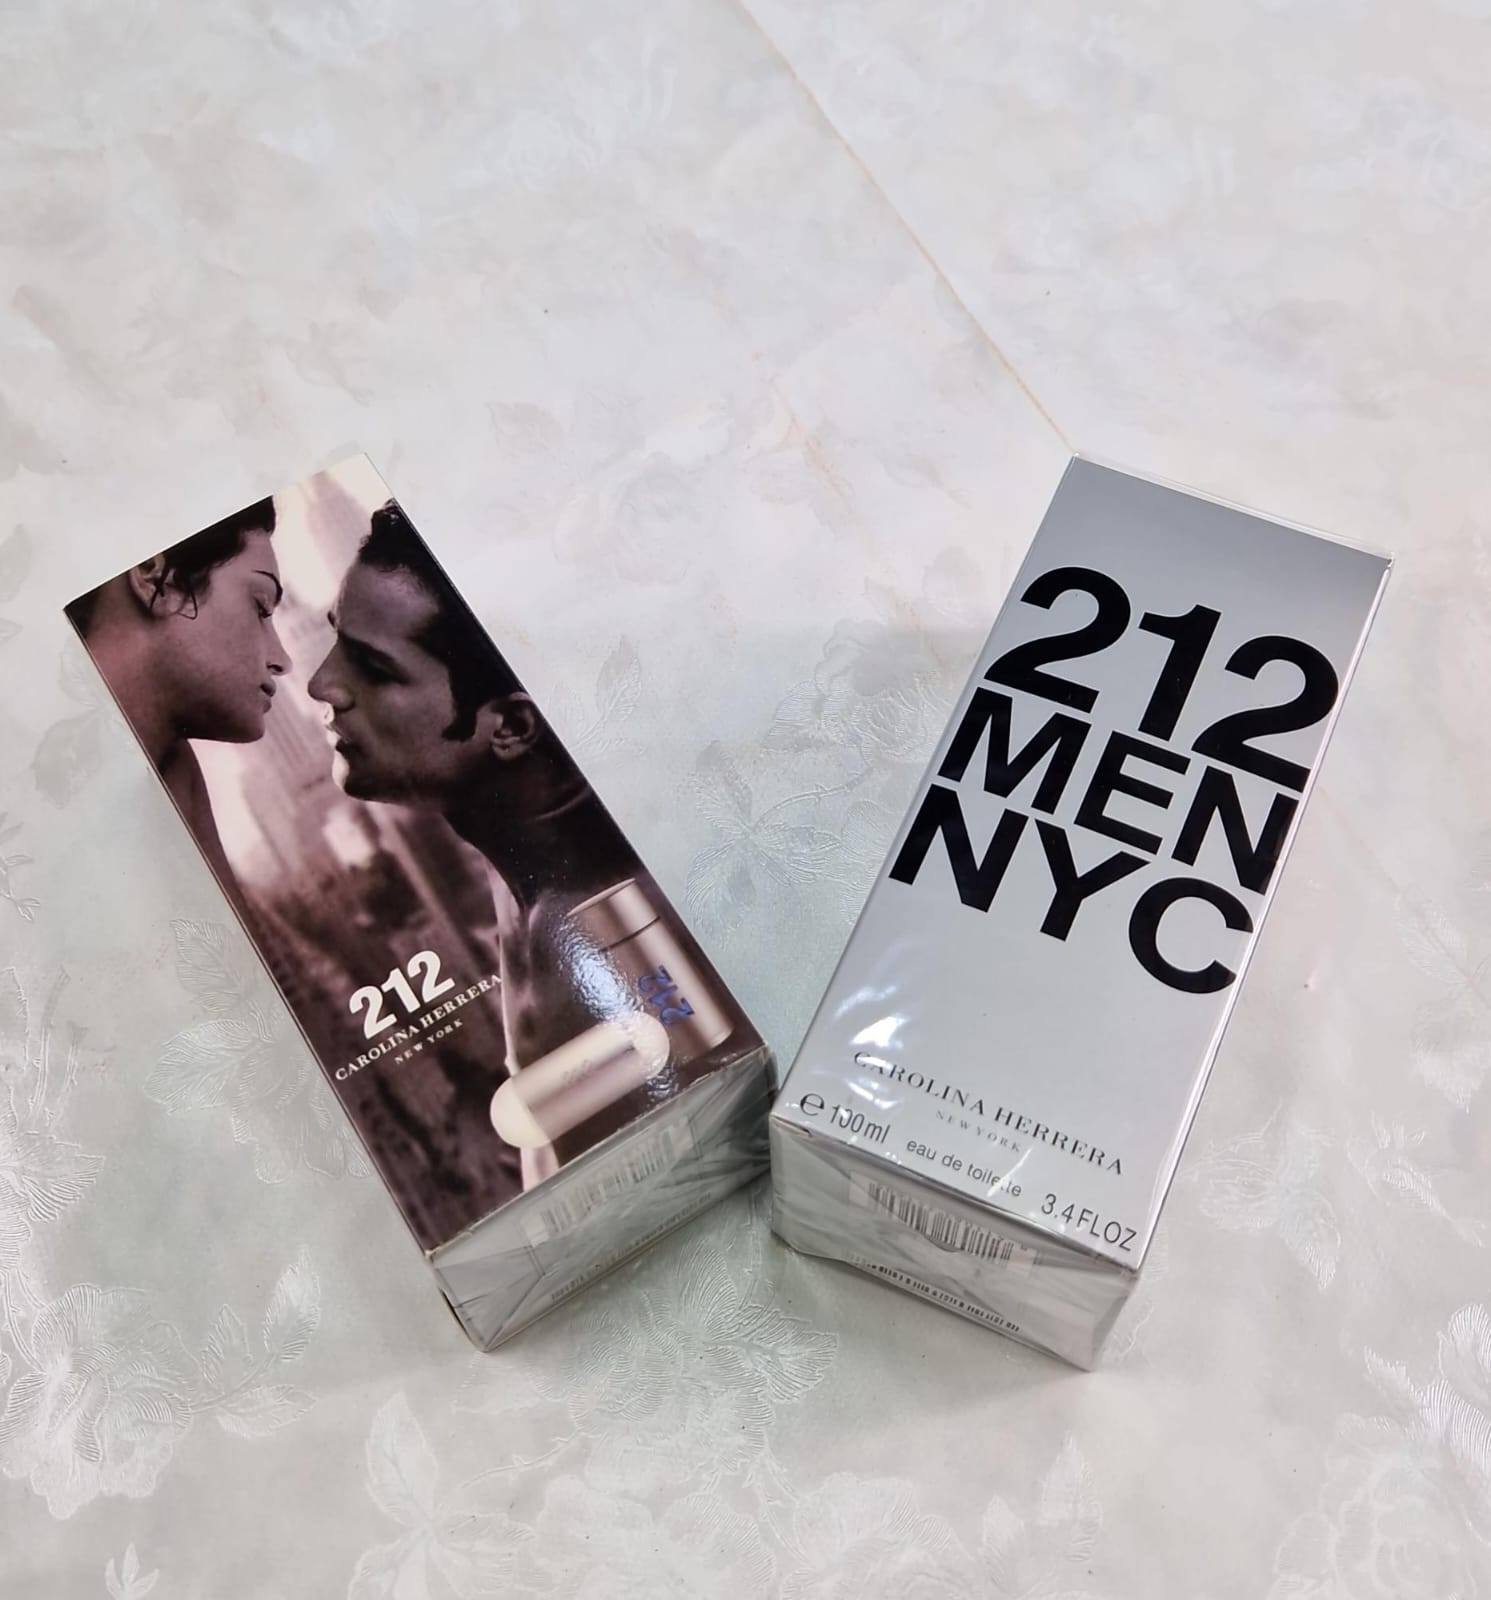 212
CAROLINA HERRERA
NEW YORK
212
212
MEN
NYC
CAROLINA HERRERA
NEW YORK
℮ 100ml eau de toilette 3.4 FL OZ